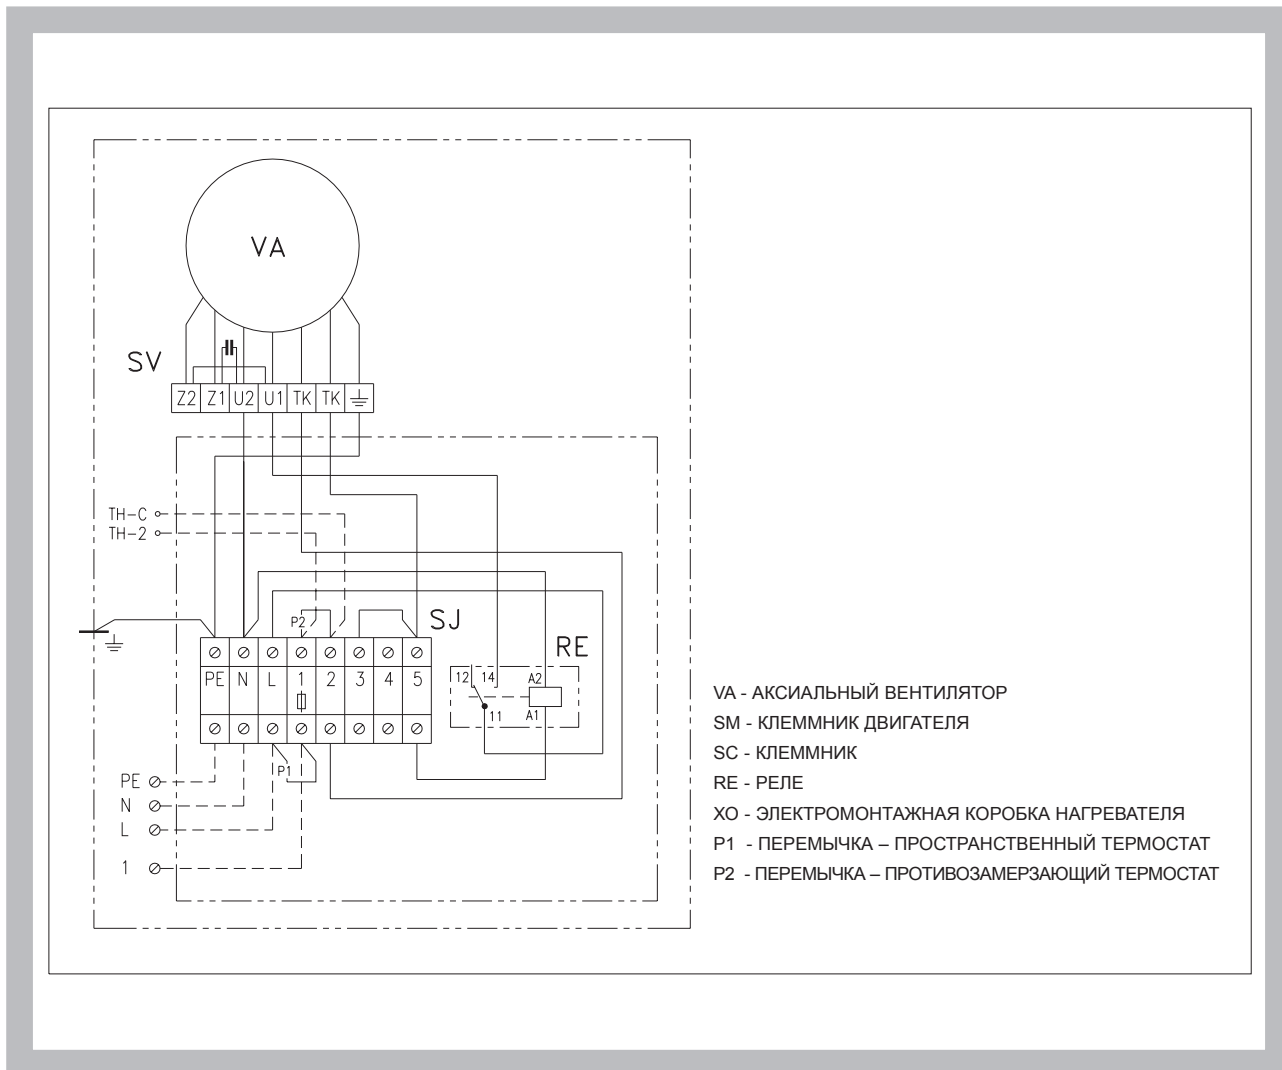 VA
SV
Z2 Z1 U2 U1 TK TK
TH-C
TH-2
P2
SJ
RE
PE N L 1 2 3 4 5
12 14 A2
11 A1
P1
PE
N
L
1
VA - АКСИАЛЬНЫЙ ВЕНТИЛЯТОР
SM - КЛЕММНИК ДВИГАТЕЛЯ
SC - КЛЕММНИК
RE - РЕЛЕ
XO - ЭЛЕКТРОМОНТАЖНАЯ КОРОБКА НАГРЕВАТЕЛЯ
P1 - ПЕРЕМЫЧКА – ПРОСТРАНСТВЕННЫЙ ТЕРМОСТАТ
P2 - ПЕРЕМЫЧКА – ПРОТИВОЗАМЕРЗАЮЩИЙ ТЕРМОСТАТ